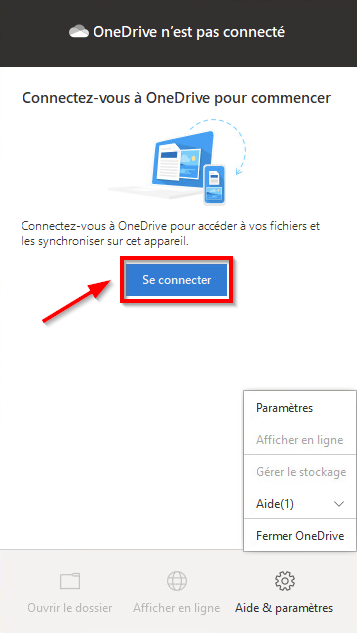 OneDrive n'est pas connecté
Connectez-vous à OneDrive pour commencer
Connectez-vous à OneDrive pour accéder à vos fichiers et
les synchroniser sur cet appareil.
Se connecter
Paramètres
Afficher en ligne
Gérer le stockage
Aide(1)
Fermer OneDrive
Ouvrir le dossier
Afficher en ligne
Aide & paramètres